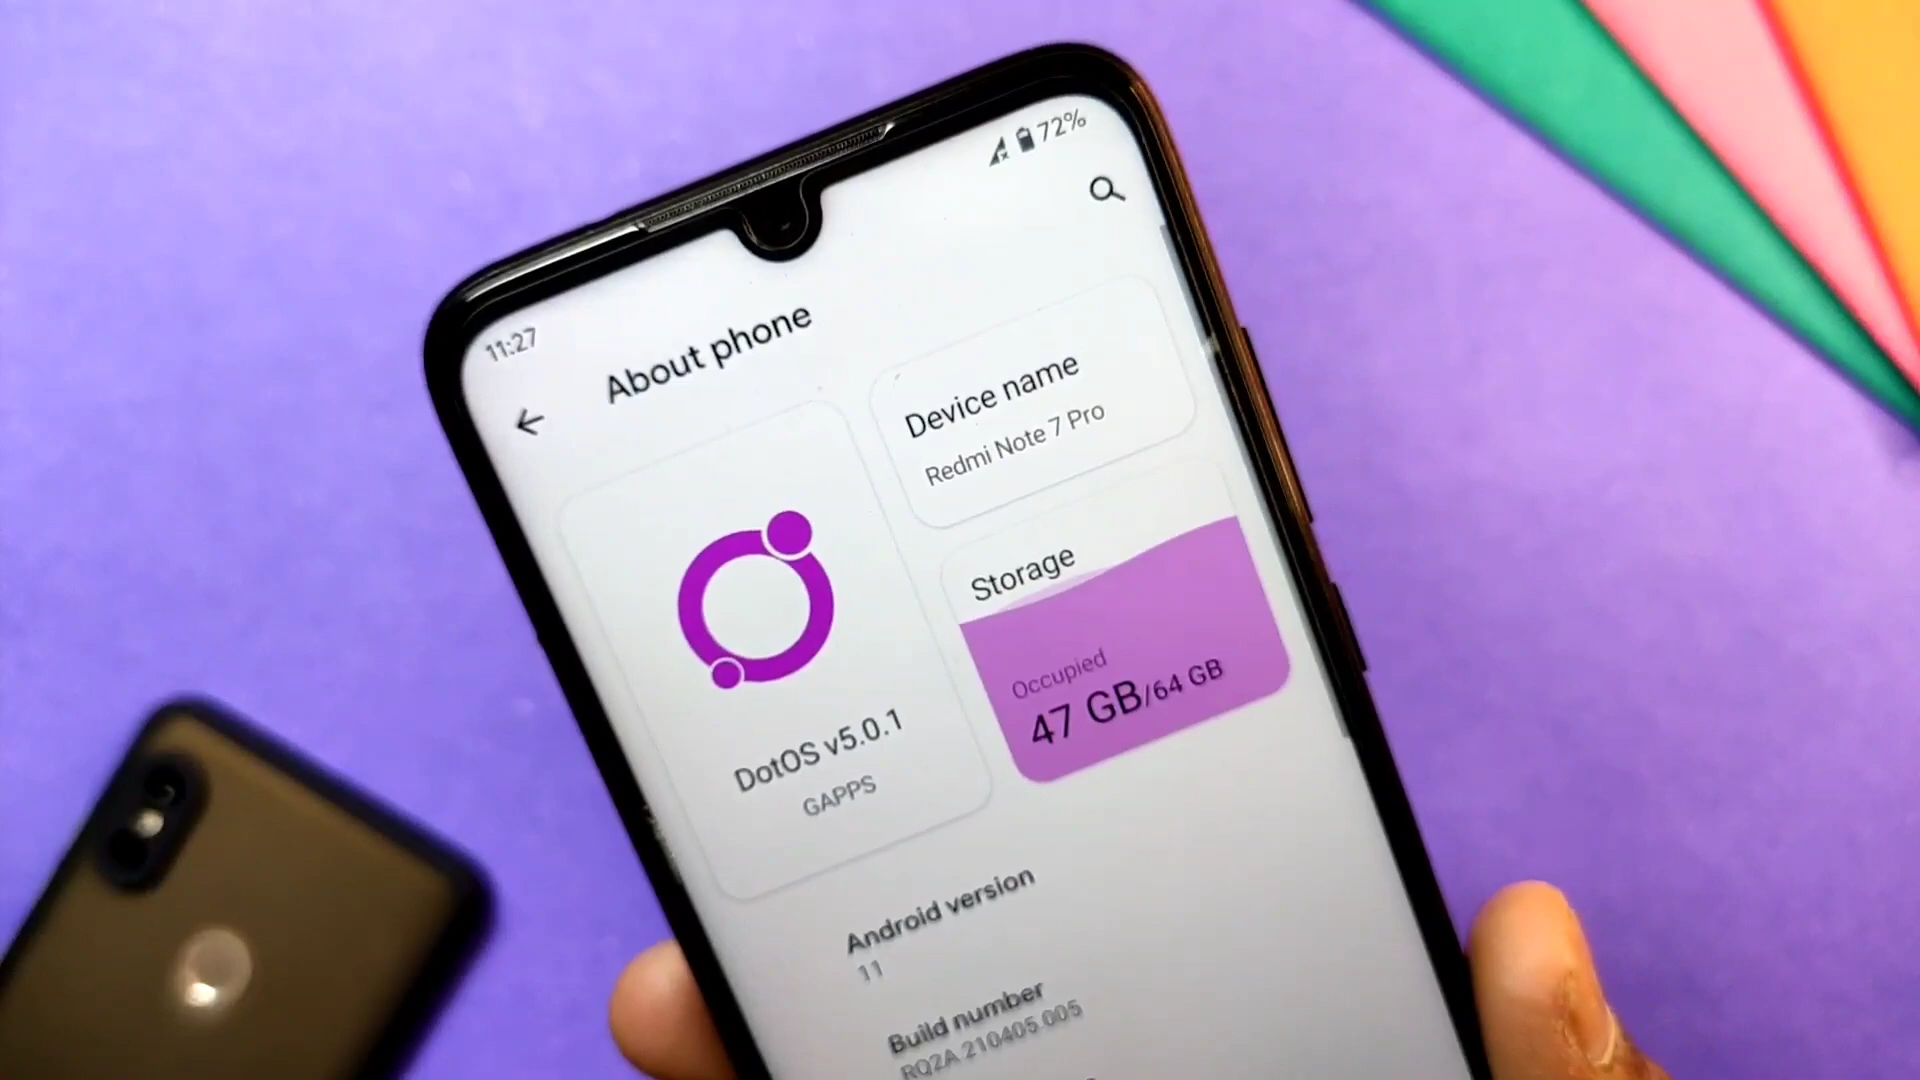 11:27
72%
About phone
Device name
Redmi Note 7 Pro
Storage
Occupied
47 GB/64 GB
DotOS v5.0.1
GAPPS
Android version
11
Build number
RQ2A.210405.005